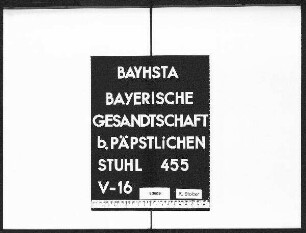 BAYHSTA
BAYERISCHE
GESANDTSCHAFT
b. PÄPSTLiCHEN
STUHL 455
V-16